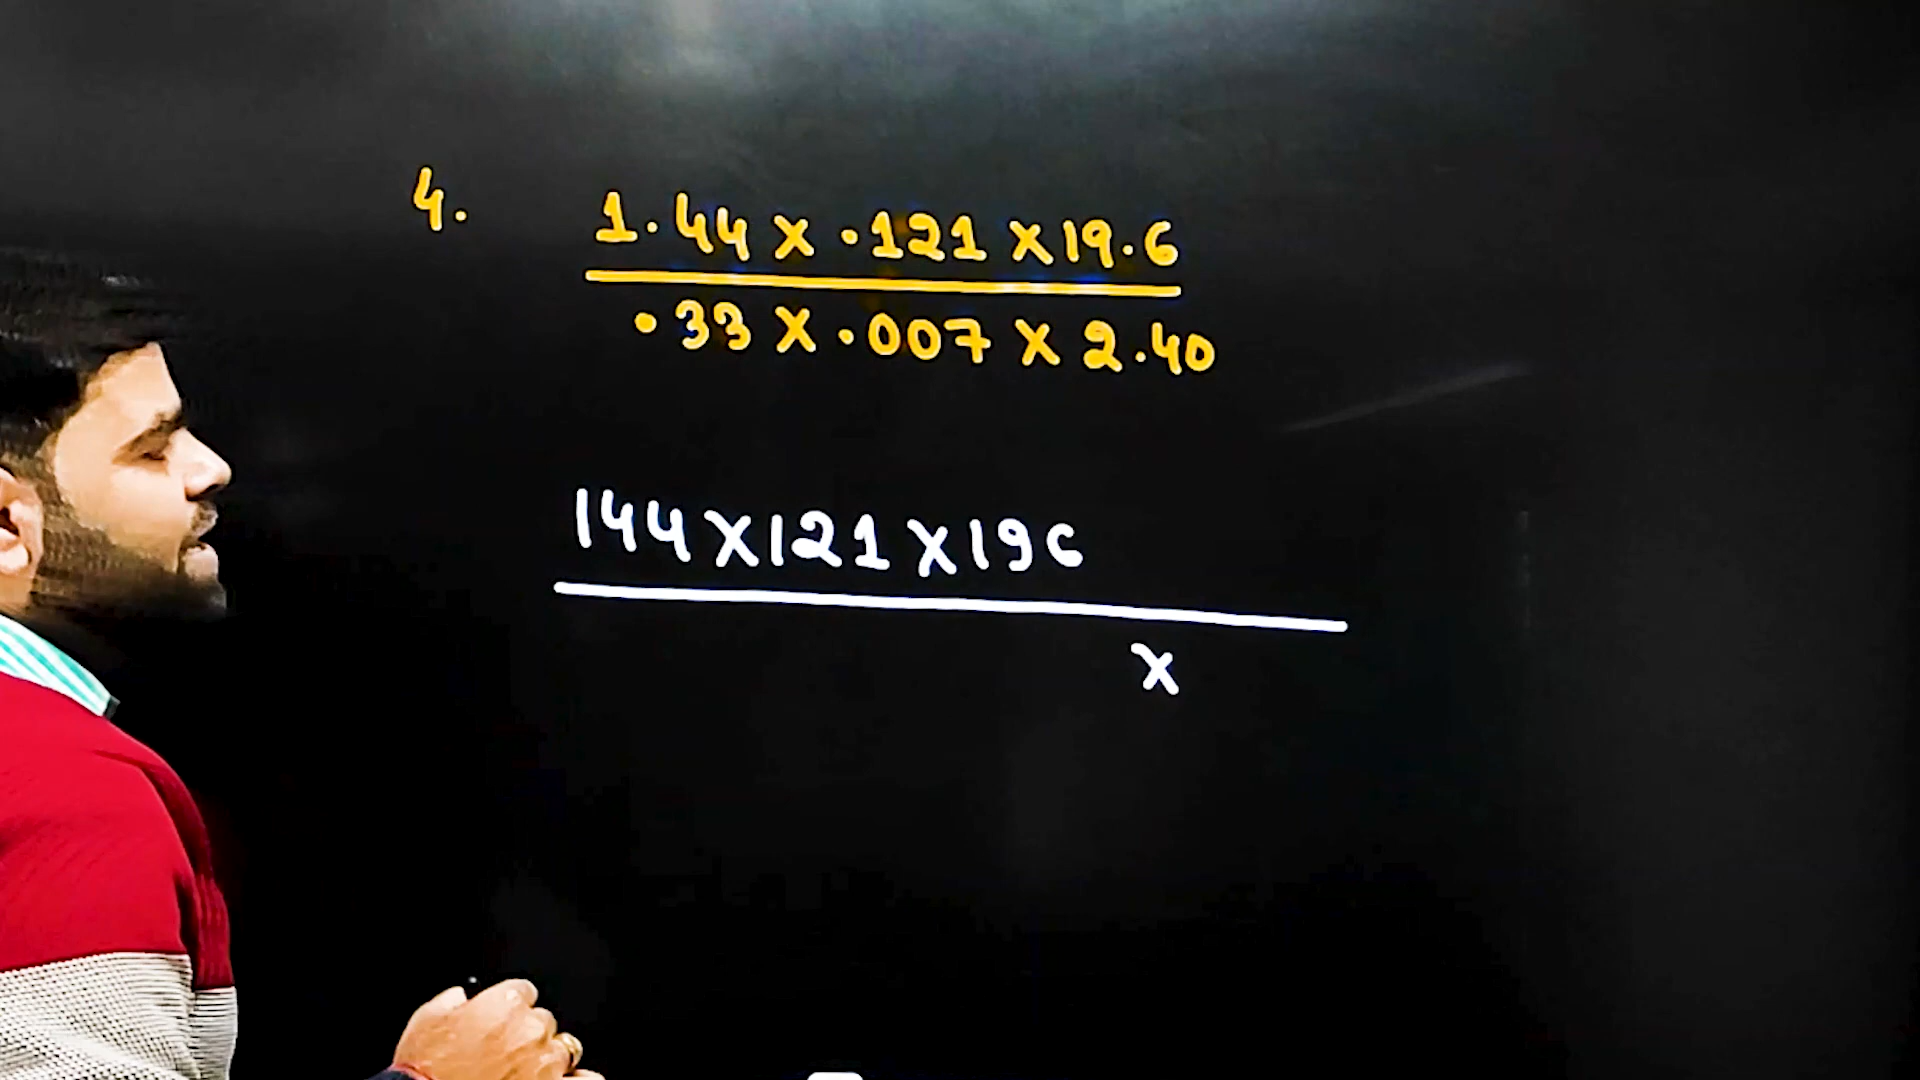 4. 1.44 x .121 x 19.6
.33 x .007 x 2.40
144 x 121 x 196
x